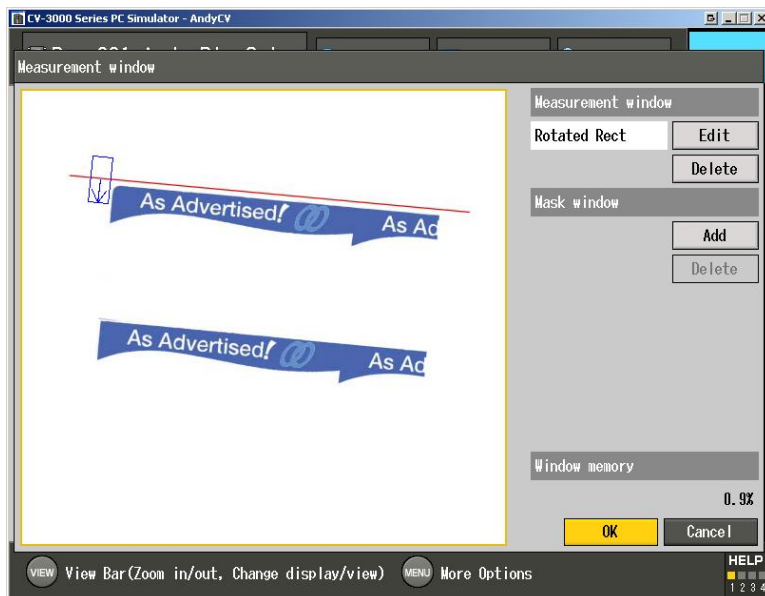 CV-3000 Series PC Simulator - AndyCV
Measurement window
Measurement window
Rotated Rect
Edit
Delete
Mask window
Add
Delete
As Advertised!
As Ad
As Advertised!
As Ad
Window memory
0.9%
OK
Cancel
VIEW
View Bar(Zoom in/out, Change display/view)
MENU
More Options
HELP
1 2 3 4